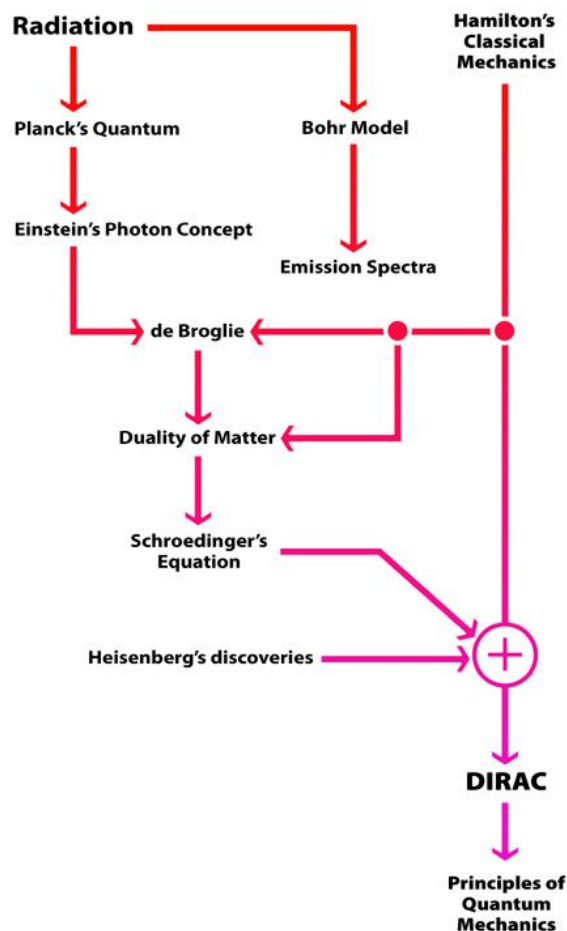 Radiation
Hamilton's
Classical
Mechanics
Planck's Quantum
Bohr Model
Einstein's Photon Concept
Emission Spectra
de Broglie
Duality of Matter
Schroedinger's
Equation
Heisenberg's discoveries
DIRAC
Principles of
Quantum
Mechanics